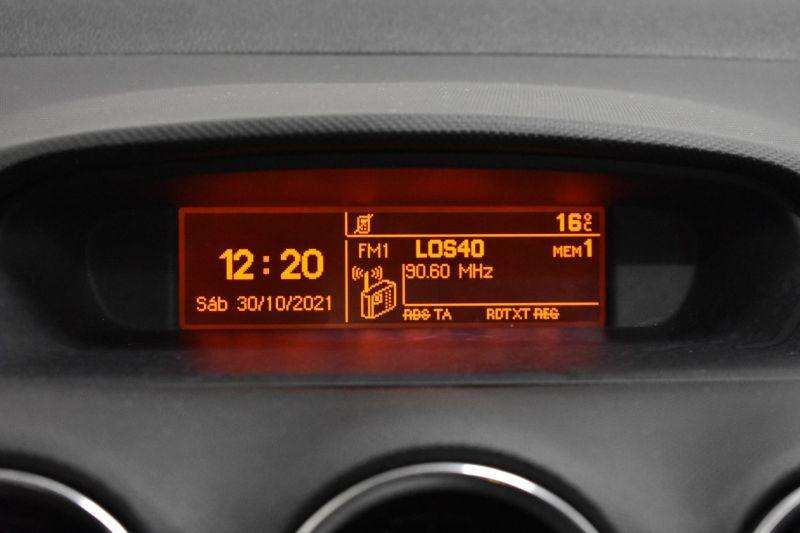 12:20
Sáb 30/10/2021
16°C
FM1 LOS40 MEM1
90.60 MHz
RDS TA RDTXT REG